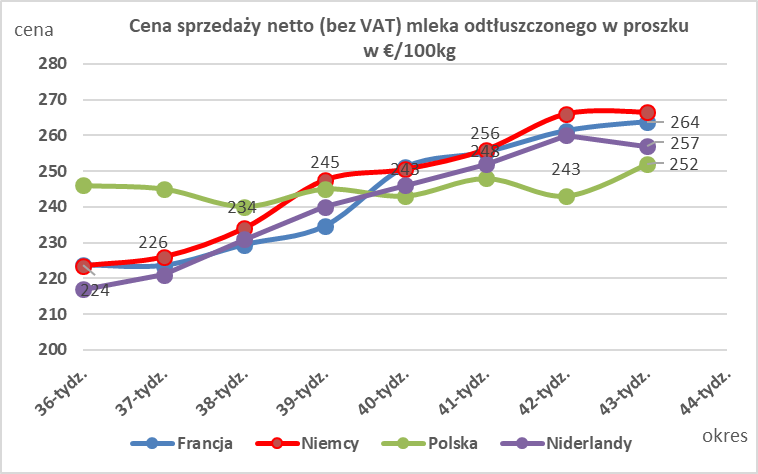 cena
Cena sprzedaży netto (bez VAT) mleka odtłuszczonego w proszku
w €/100kg
280
270
260
250
240
230
220
210
200
224
226
234
245
243
256
248
243
264
257
252
36-tydz.
37-tydz.
38-tydz.
39-tydz.
40-tydz.
41-tydz.
42-tydz.
43-tydz.
44-tydz.
okres
Francja Niemcy Polska Niderlandy